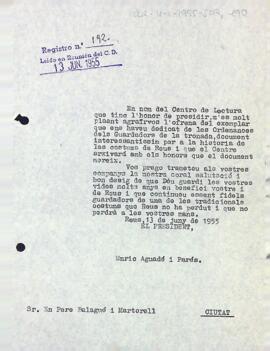 Registro n.º 192
Leido en Reunión del C.D.
13 JUN 1955
En nom del Centro de Lectura
que tinc l'honor de presidir, m'es molt
plaent agrairvos l'ofrena del exemplar
que ens haveu dedicat de les Ordenances
dels Guardadors de la tronada, document
interessantíssim per a la historia de
les costums de Reus i que el Centre
arxivarà amb els honors que el document
mereix.
Vos prego trameteu als vostres
companys la nostra coral salutació i
bon desig de que Déu guardi les vostres
vides molts anys en benefici vostre i
de Reus i que continueu essent fidels
guardadors de una de les tradicionals
costums que Reus no ha perdut i que no
perdrà a les vostres mans.
Reus, 13 de juny de 1955
EL PRESIDENT,
Mario Aguadé i Parés.
Sr. En Pere Balagué i Martorell
CIUTAT